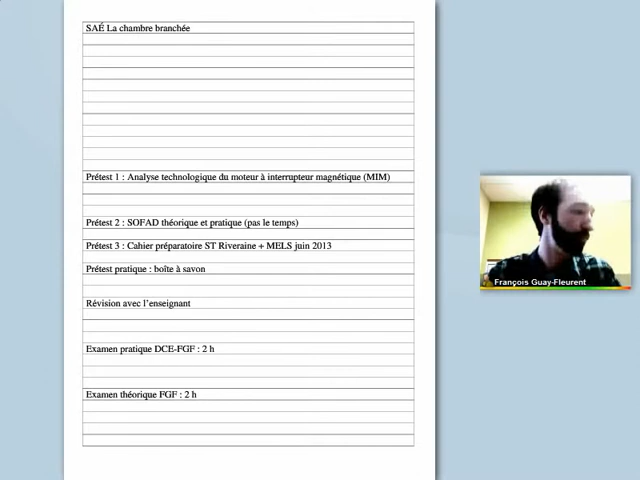 SAÉ La chambre branchée
Prétest 1 : Analyse technologique du moteur à interrupteur magnétique (MIM)
Prétest 2 : SOFAD théorique et pratique (pas le temps)
Prétest 3 : Cahier préparatoire ST Riveraine + MELS juin 2013
Prétest pratique : boîte à savon
Révision avec l’enseignant
Examen pratique DCE-FGF : 2 h
Examen théorique FGF : 2 h
François Guay-Fleurent